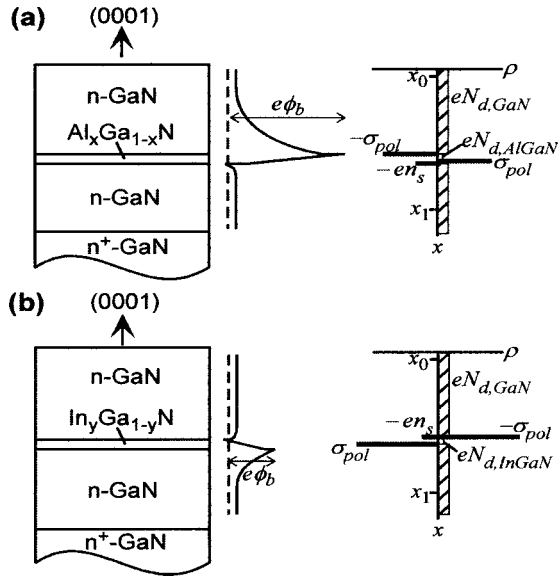 (a)
(0001)
n-GaN
AlxGa1-xN
n-GaN
n+-GaN
eϕb
x0
ρ
eNd,GaN
−σpol
eNd,AlGaN
−ens
σpol
x1
x
(b)
(0001)
n-GaN
InyGa1-yN
n-GaN
n+-GaN
eϕb
x0
ρ
eNd,GaN
−ens
−σpol
σpol
eNd,InGaN
x1
x